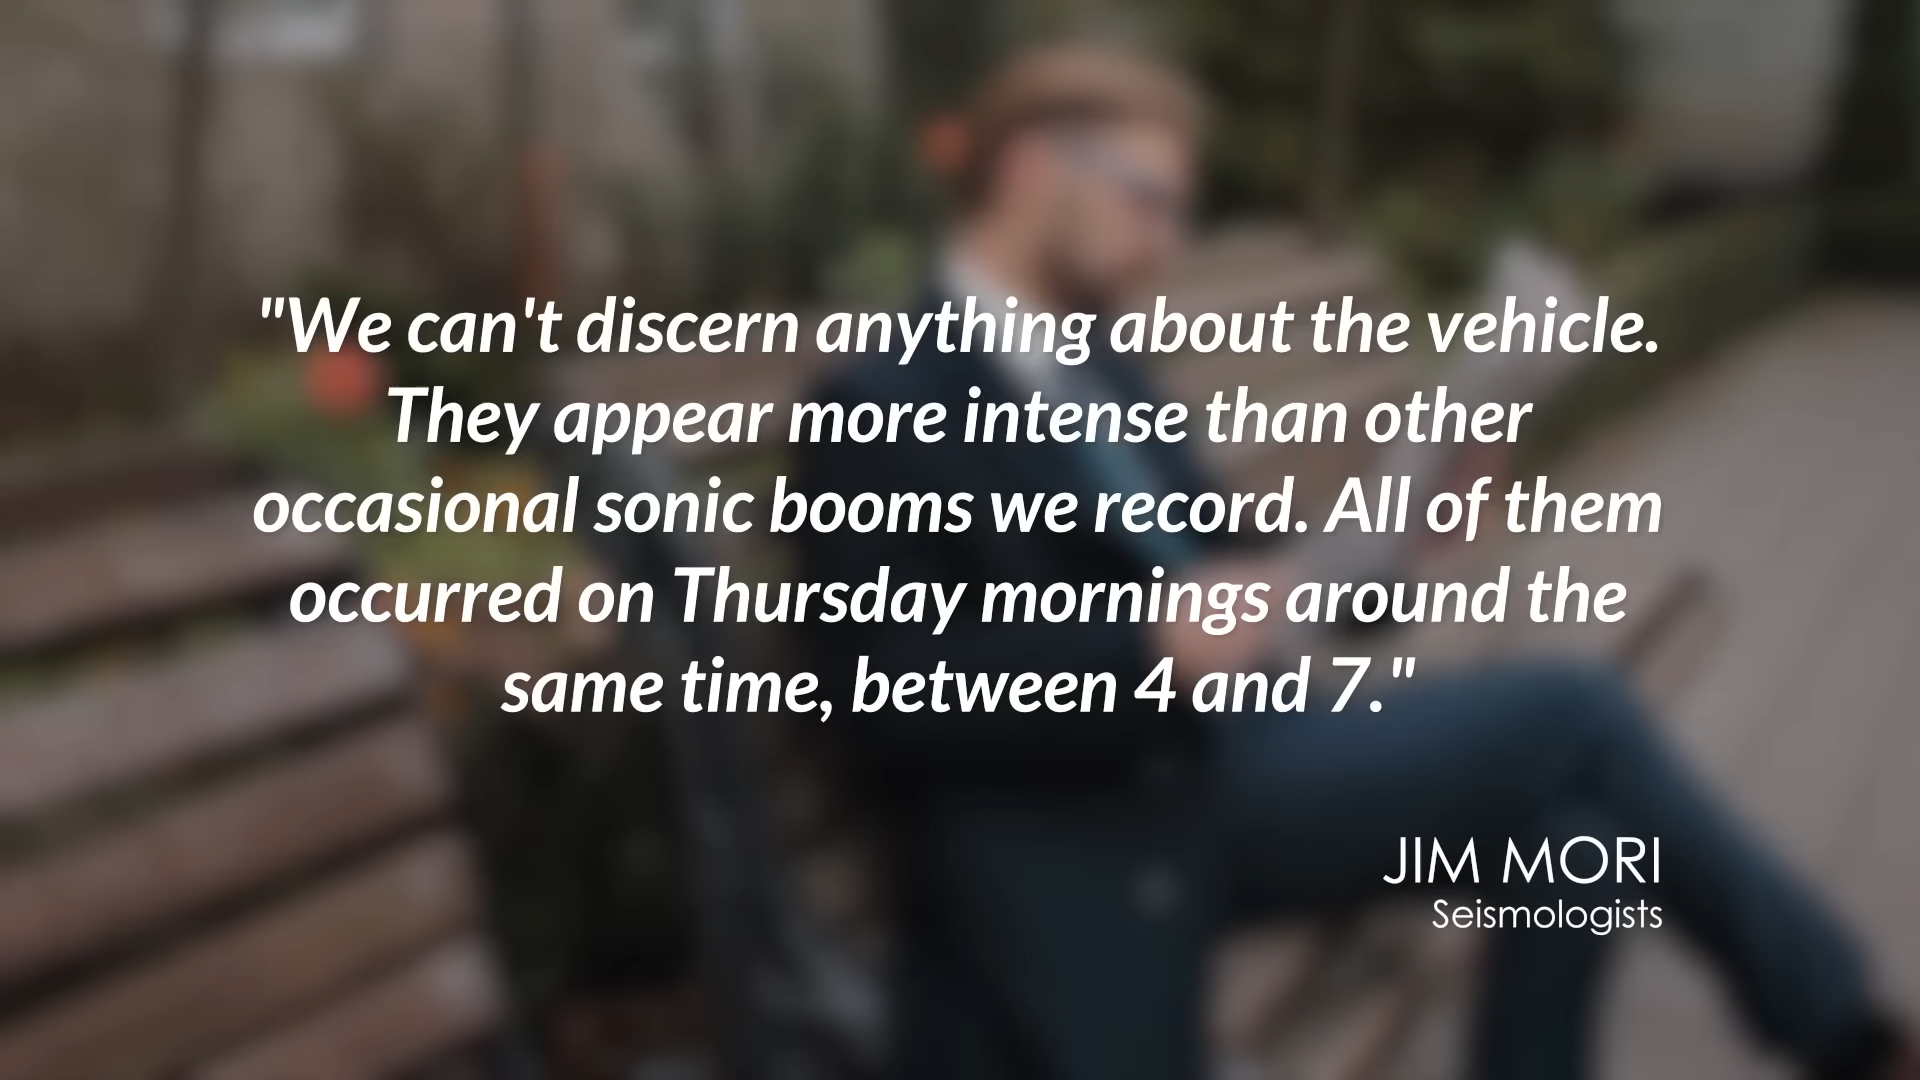 "We can't discern anything about the vehicle.
They appear more intense than other
occasional sonic booms we record. All of them
occurred on Thursday mornings around the
same time, between 4 and 7."
JIM MORI
Seismologists